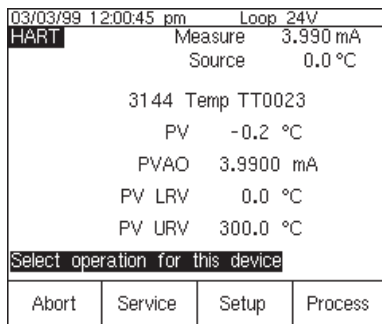 03/03/99 12:00:45 pm Loop 24V
HART Measure 3.990 mA
Source 0.0 °C
3144 Temp TT0023
PV -0.2 °C
PVAO 3.9900 mA
PV LRV 0.0 °C
PV URV 300.0 °C
Select operation for this device
Abort Service Setup Process